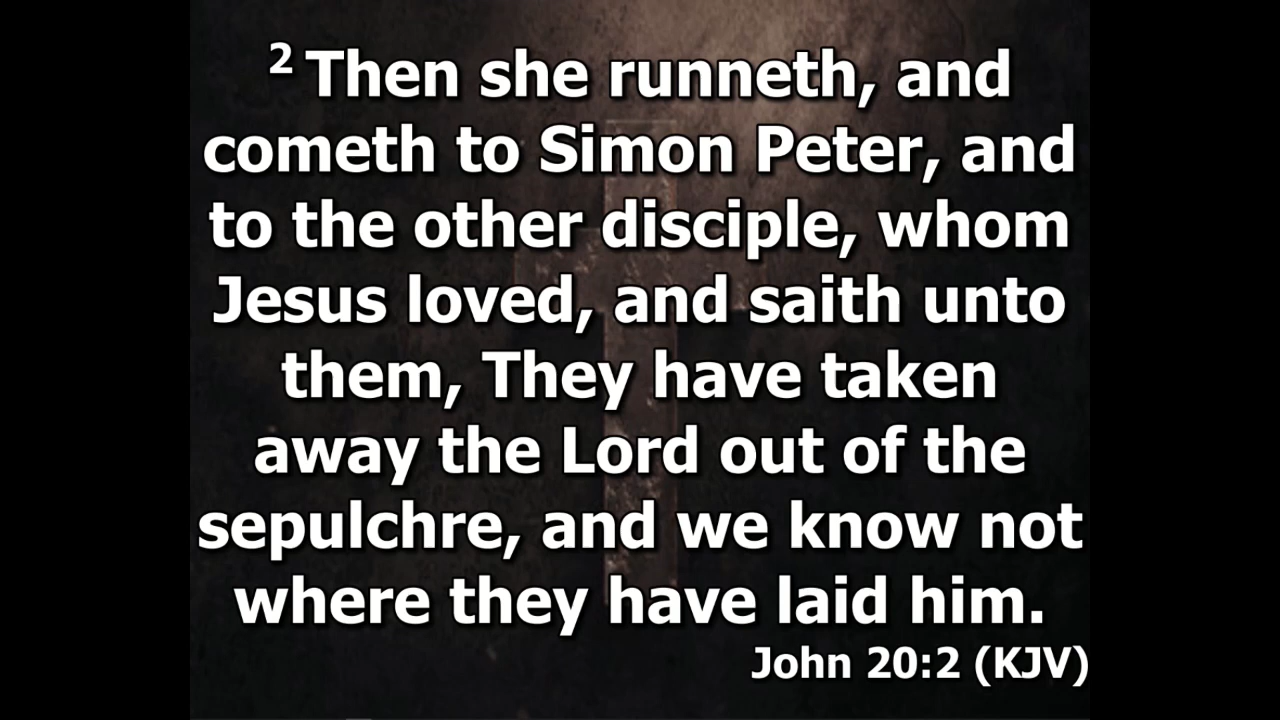 2 Then she runneth, and
cometh to Simon Peter, and
to the other disciple, whom
Jesus loved, and saith unto
them, They have taken
away the Lord out of the
sepulchre, and we know not
where they have laid him.
John 20:2 (KJV)